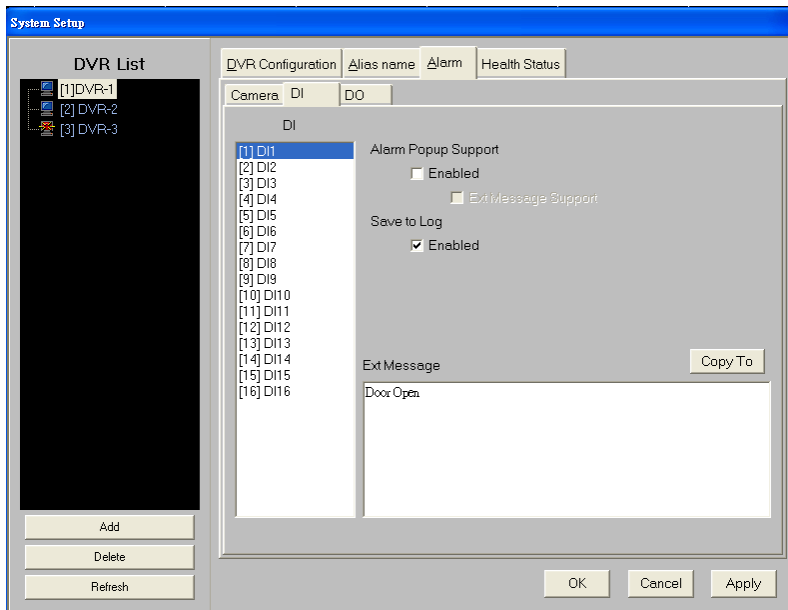 System Setup
DVR List
[1]DVR-1
[2] DVR-2
[3] DVR-3
Add
Delete
Refresh
DVR Configuration
Alias name
Alarm
Health Status
Camera
DI
DO
DI
[1] DI1
[2] DI2
[3] DI3
[4] DI4
[5] DI5
[6] DI6
[7] DI7
[8] DI8
[9] DI9
[10] DI10
[11] DI11
[12] DI12
[13] DI13
[14] DI14
[15] DI15
[16] DI16
Alarm Popup Support
Enabled
Ext Message Support
Save to Log
Enabled
Ext Message
Copy To
Door Open
OK
Cancel
Apply